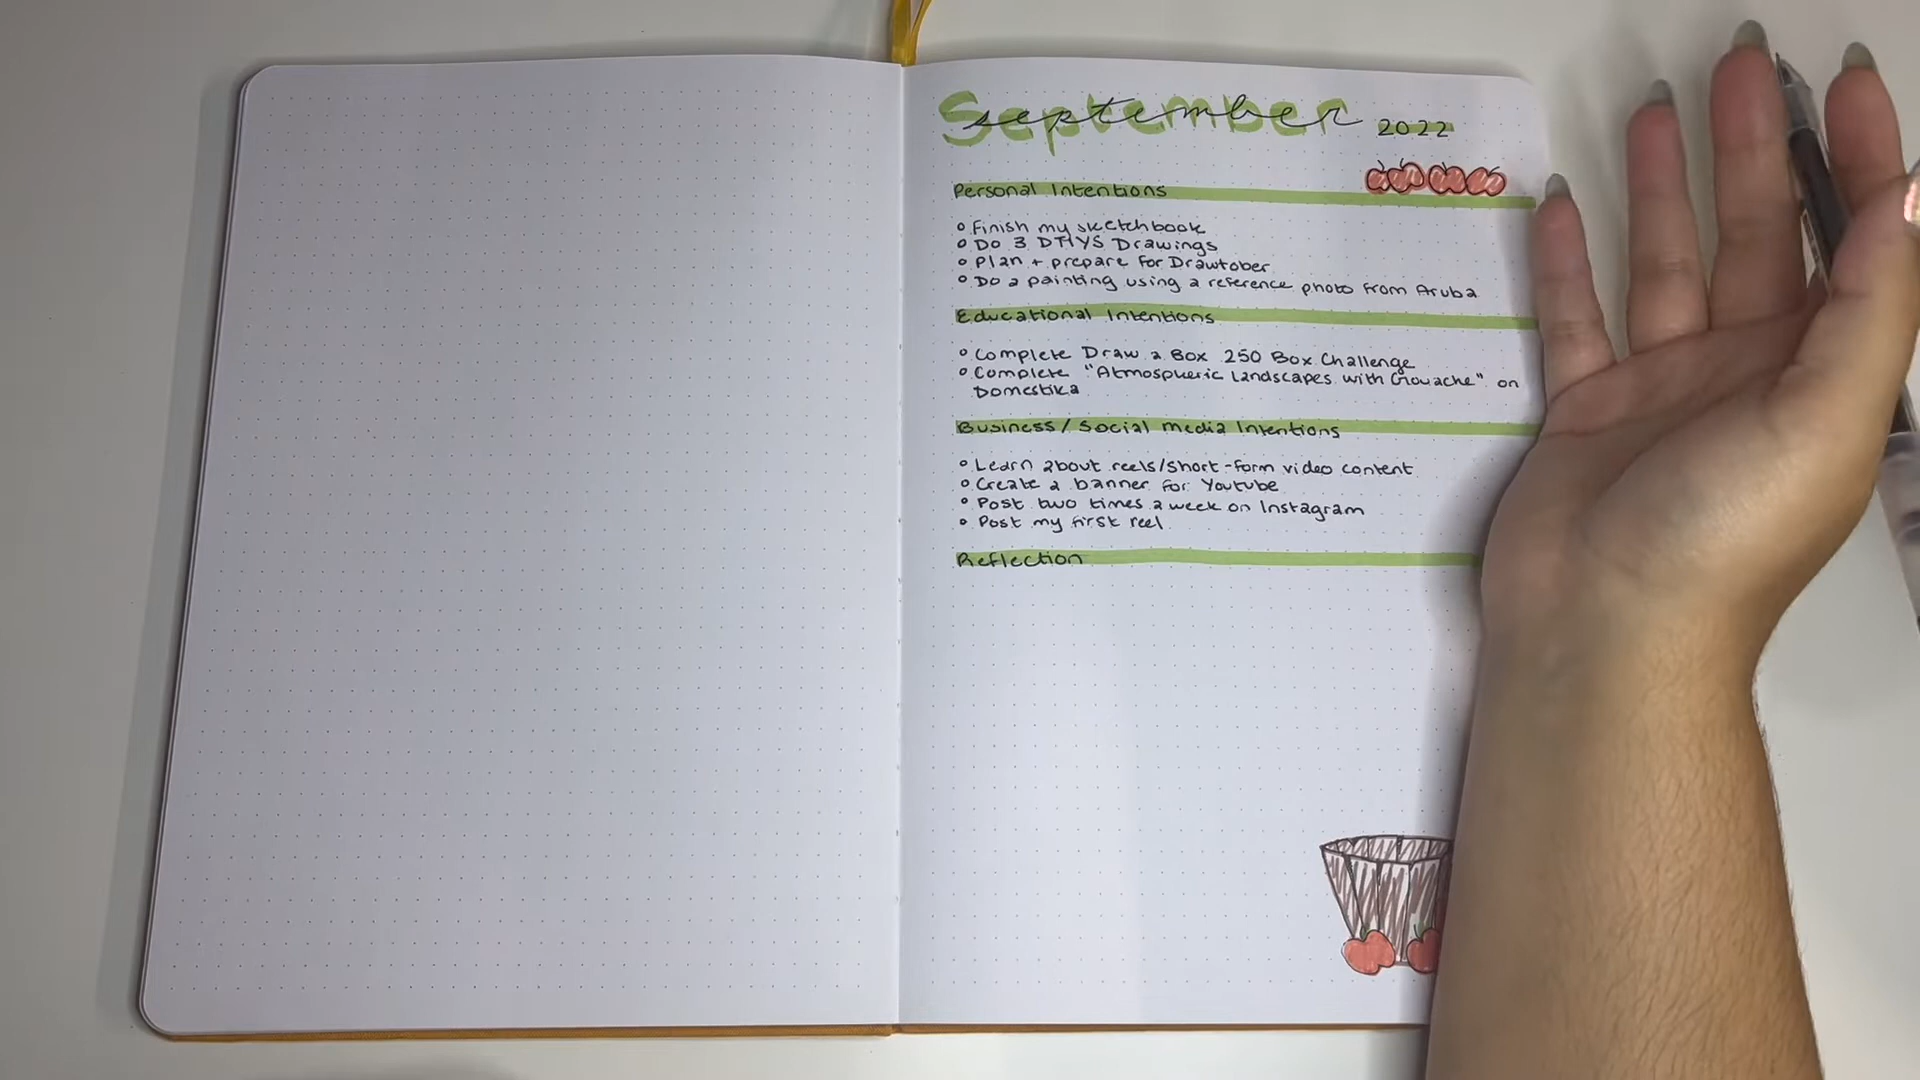 September
september 2022
Personal Intentions
Finish my sketchbook
Do 3 DTIYS Drawings
Plan + prepare for Drawtober
Do a painting using a reference photo from Aruba
Educational Intentions
Complete Draw a Box 250 Box Challenge
Complete "Atmospheric Landscapes with Gouache" on
Domestika
Business / Social Media Intentions
Learn about reels/short-form video content
Create a banner for Youtube
Post two times a week on Instagram
Post my first reel
Reflection